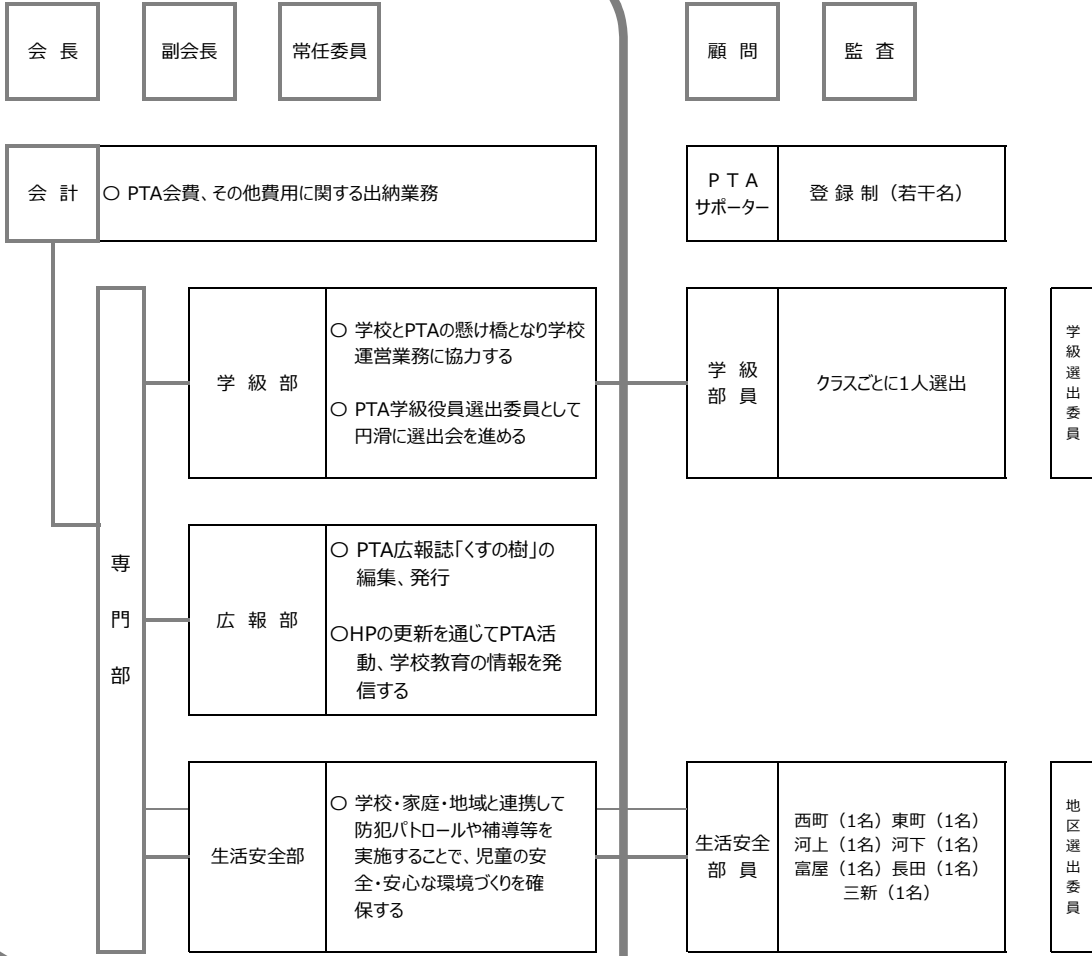 会 長
副会長
常任委員
顧 問
監 査
会 計
○ PTA会費、その他費用に関する出納業務
P T A
サポーター
登 録 制（若干名）
専
門
部
学 級 部
○ 学校とPTAの懸け橋となり学校
運営業務に協力する
○ PTA学級役員選出委員として
円滑に選出会を進める
学 級
部 員
クラスごとに1人選出
学
級
選
出
委
員
広 報 部
○ PTA広報誌「くすの樹」の
編集、発行
○HPの更新を通じてPTA活
動、学校教育の情報を発
信する
生活安全部
○ 学校・家庭・地域と連携して
防犯パトロールや補導等を
実施することで、児童の安
全・安心な環境づくりを確
保する
生活安全
部 員
西町（1名）東町（1名）
河上（1名）河下（1名）
富屋（1名）長田（1名）
三新（1名）
地
区
選
出
委
員